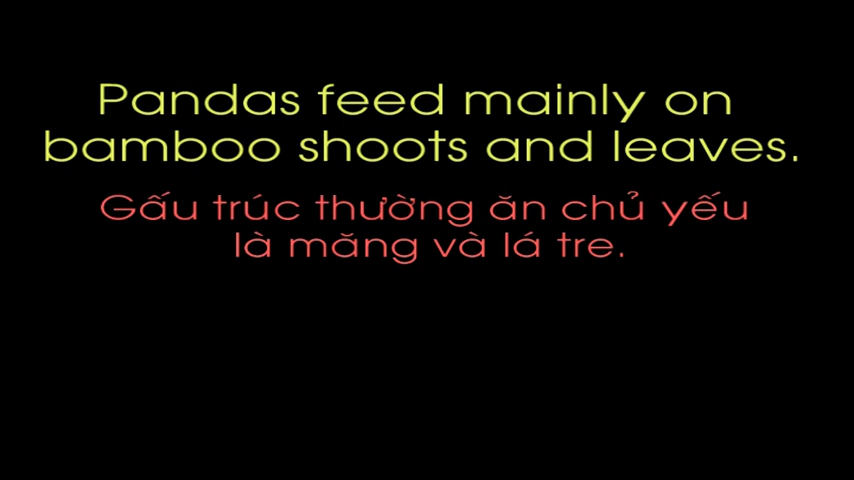 Pandas feed mainly on
bamboo shoots and leaves.
Gấu trúc thường ăn chủ yếu
là măng và lá tre.